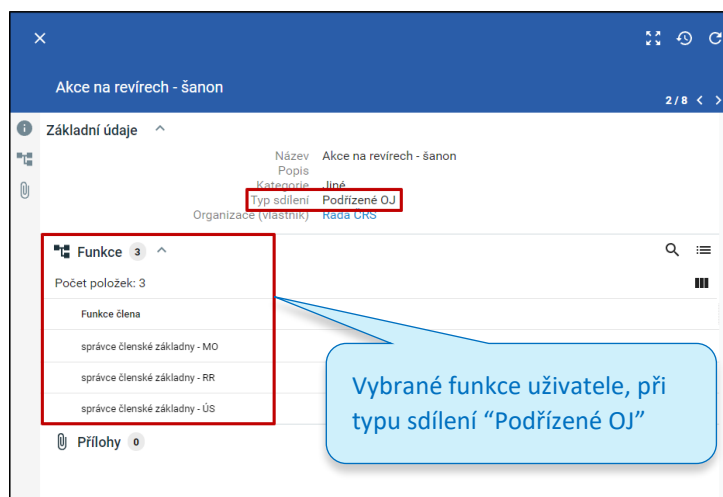 Akce na revírech - šanon
2 / 8
Základní údaje
Název Akce na revírech - šanon
Popis
Kategorie Jiné
Typ sdílení Podřízené OJ
Organizace (vlastník) Rada ČRS
Funkce 3
Počet položek: 3
Funkce člena
správce členské základny - MO
správce členské základny - RR
správce členské základny - ÚS
Vybrané funkce uživatele, při
typu sdílení “Podřízené OJ”
Přílohy 0